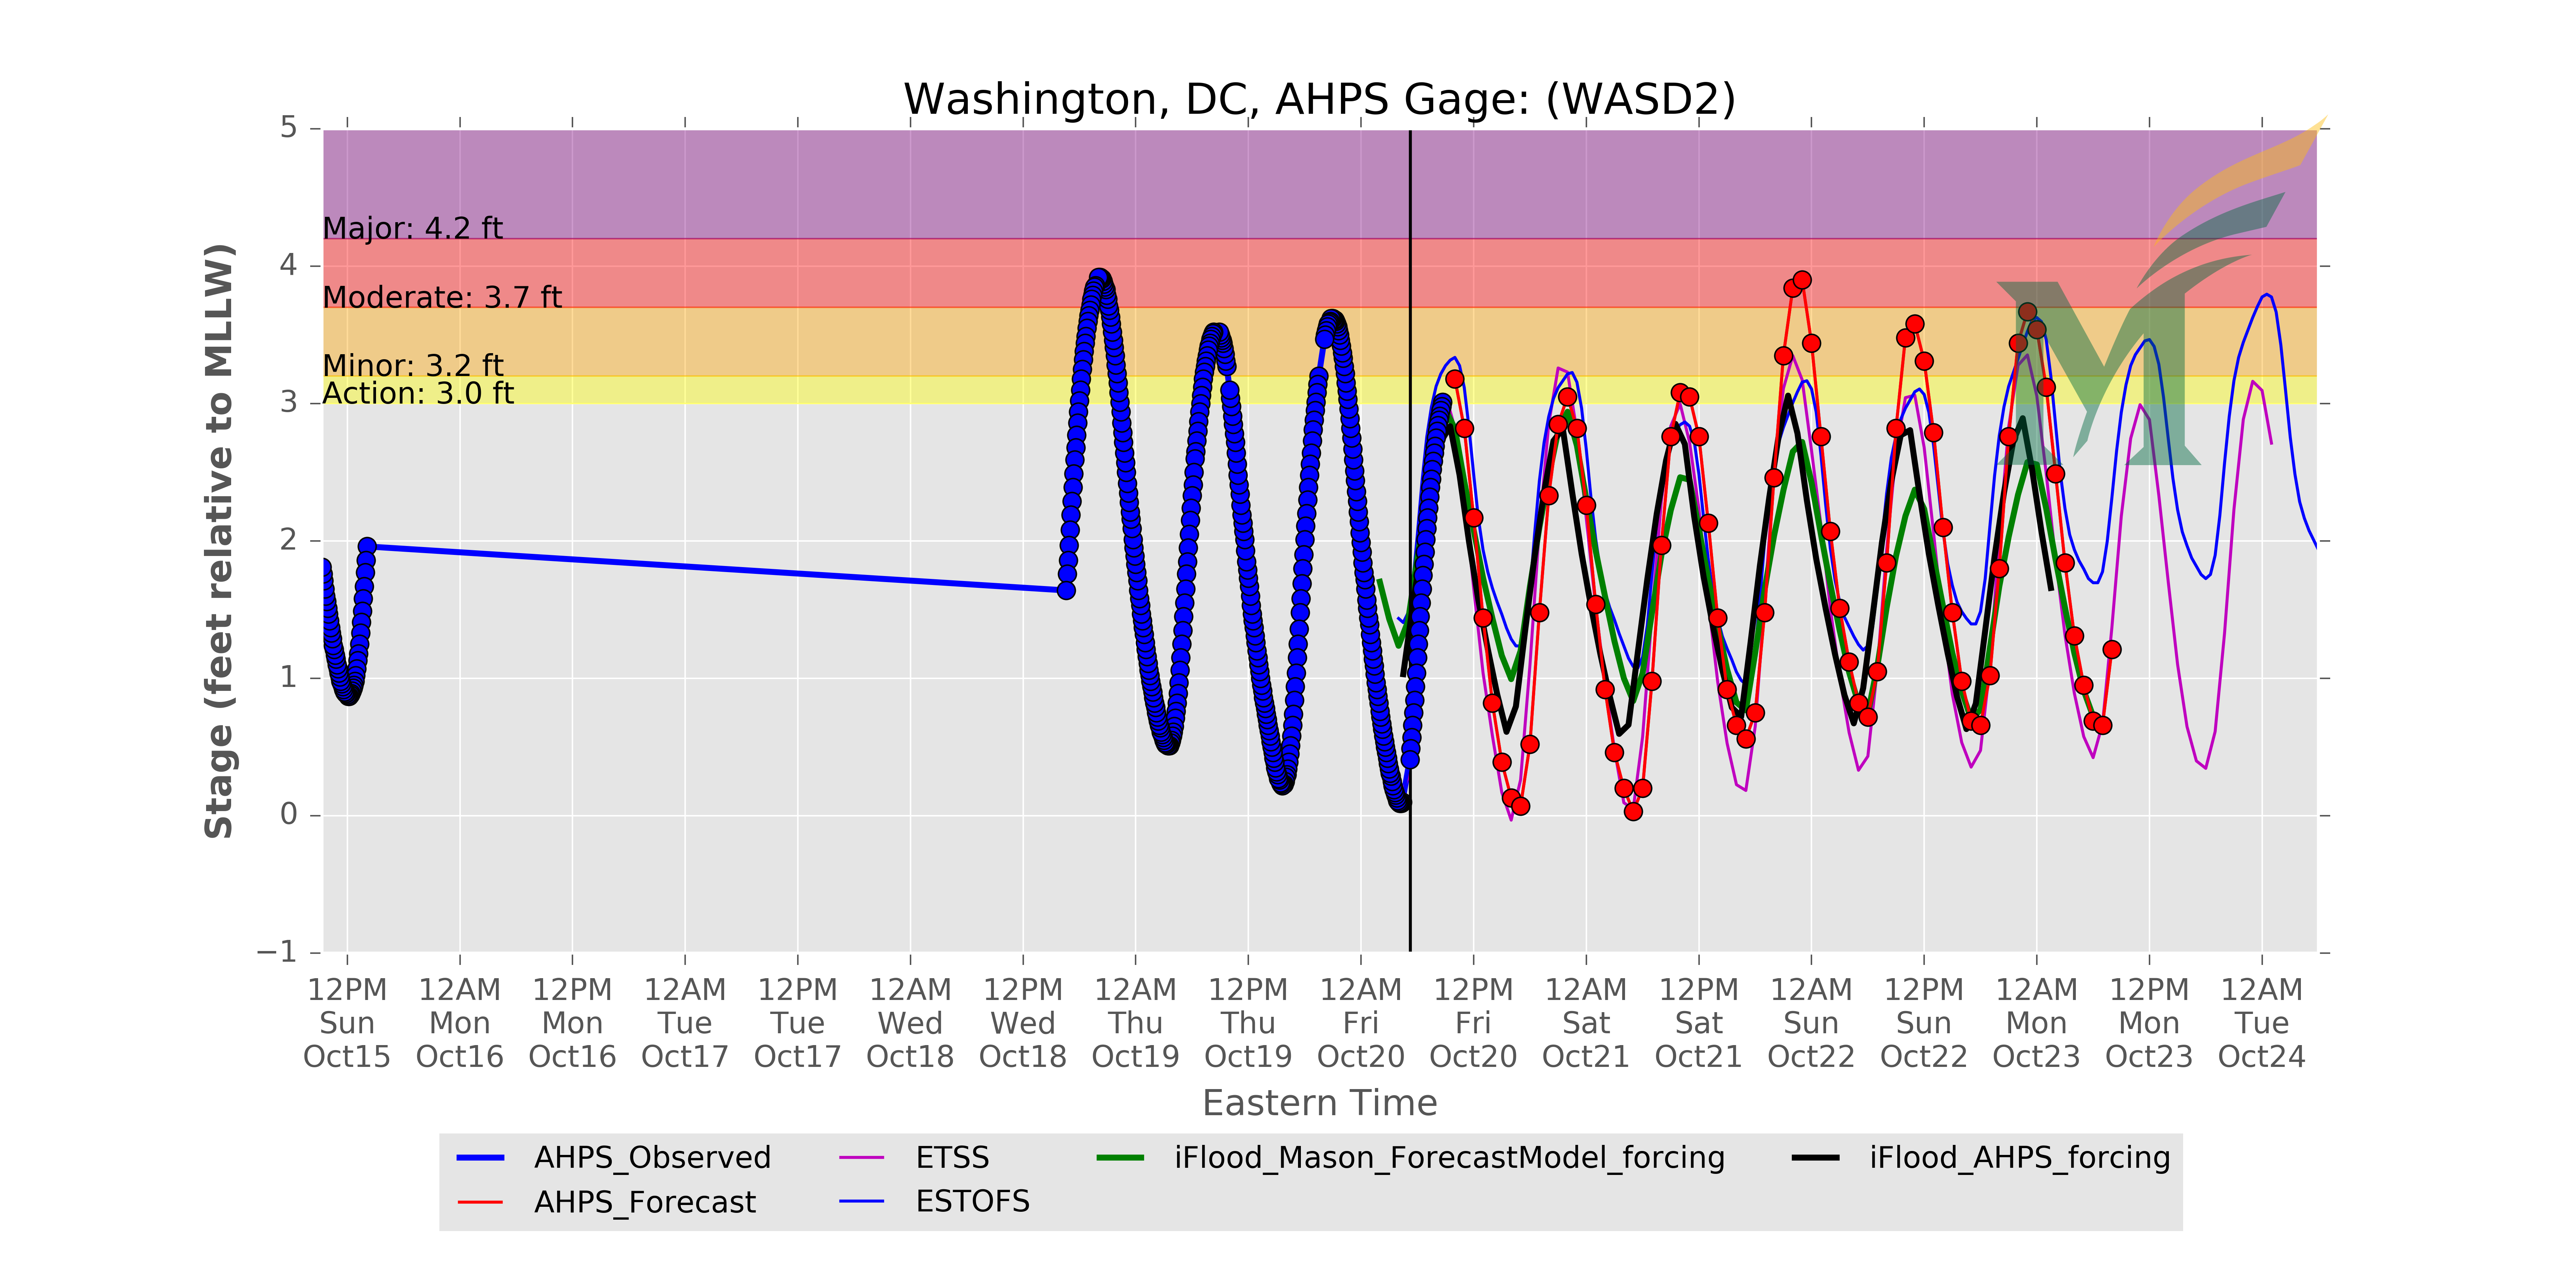 Washington, DC, AHPS Gage: (WASD2)
Stage (feet relative to MLLW)
5
4
3
2
1
0
−1
Major: 4.2 ft
Moderate: 3.7 ft
Minor: 3.2 ft
Action: 3.0 ft
12PM 12AM 12PM 12AM 12PM 12AM 12PM 12AM 12PM 12AM 12PM 12AM 12PM 12AM 12PM 12AM 12PM 12AM
Sun Mon Mon Tue Tue Wed Wed Thu Thu Fri Fri Sat Sat Sun Sun Mon Mon Tue
Oct15 Oct16 Oct16 Oct17 Oct17 Oct18 Oct18 Oct19 Oct19 Oct20 Oct20 Oct21 Oct21 Oct22 Oct22 Oct23 Oct23 Oct24
Eastern Time
AHPS_Observed ETSS iFlood_Mason_ForecastModel_forcing iFlood_AHPS_forcing
AHPS_Forecast ESTOFS